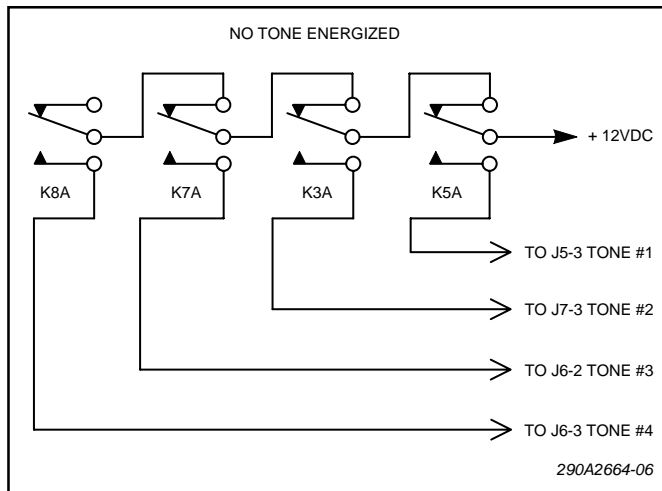 NO TONE ENERGIZED
+ 12VDC
K8A
K7A
K3A
K5A
TO J5-3 TONE #1
TO J7-3 TONE #2
TO J6-2 TONE #3
TO J6-3 TONE #4
290A2664-06